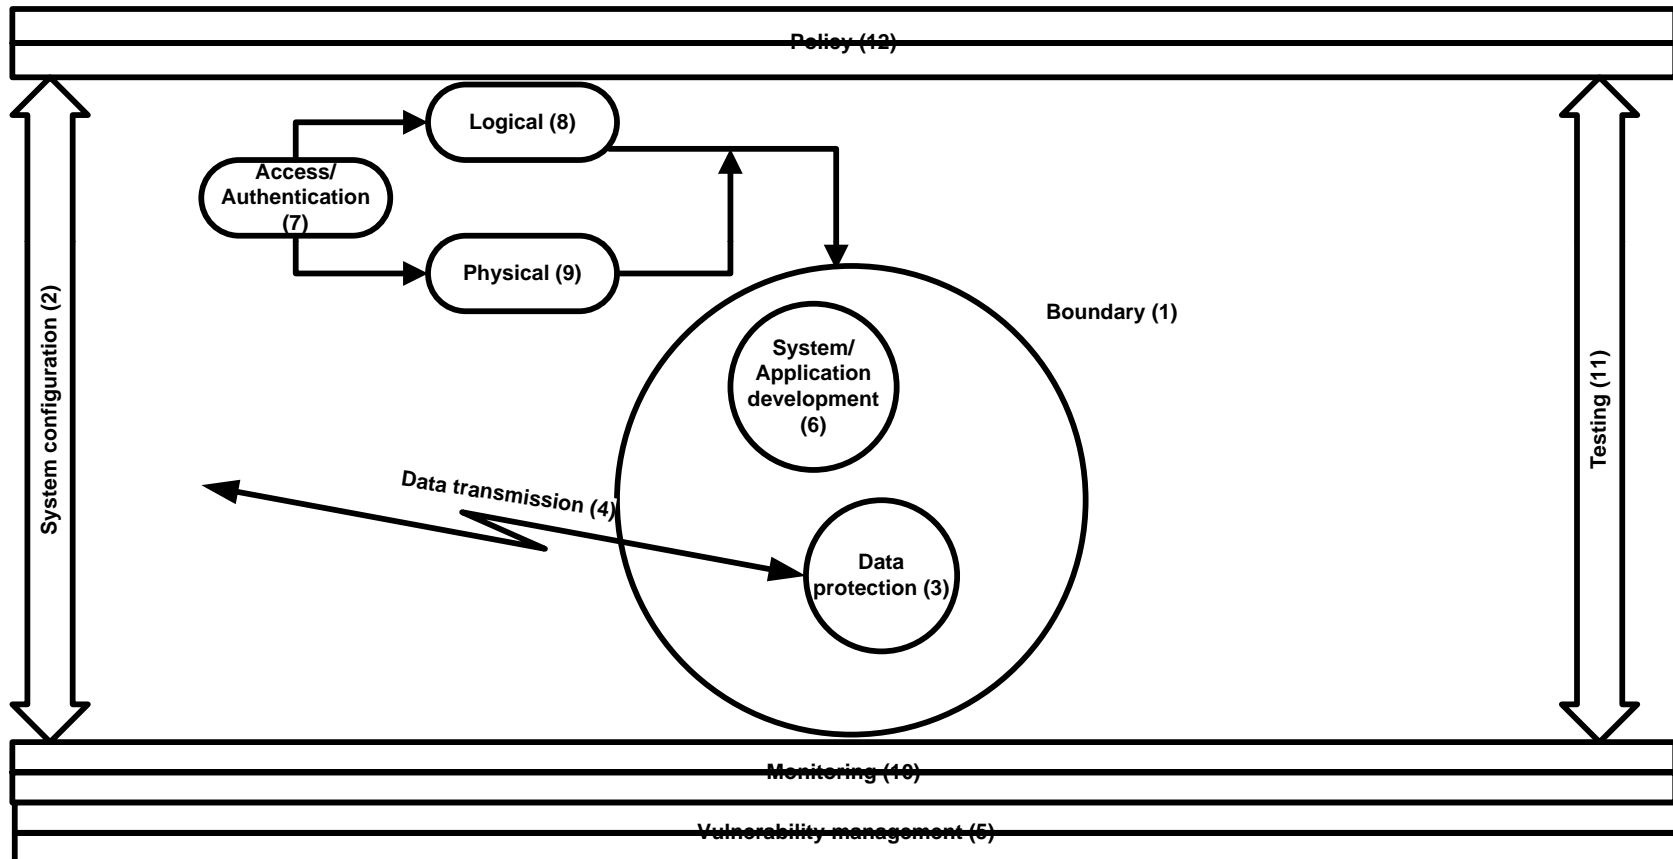 Policy (12)
Logical (8)
Access/
Authentication
(7)
Physical (9)
Boundary (1)
System/
Application
development
(6)
System configuration (2)
Testing (11)
Data transmission (4)
Data
protection (3)
Monitoring (10)
Vulnerability management (5)